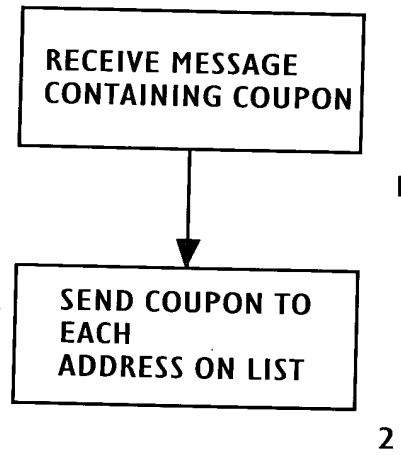 RECEIVE MESSAGE
CONTAINING COUPON
SEND COUPON TO
EACH
ADDRESS ON LIST
2